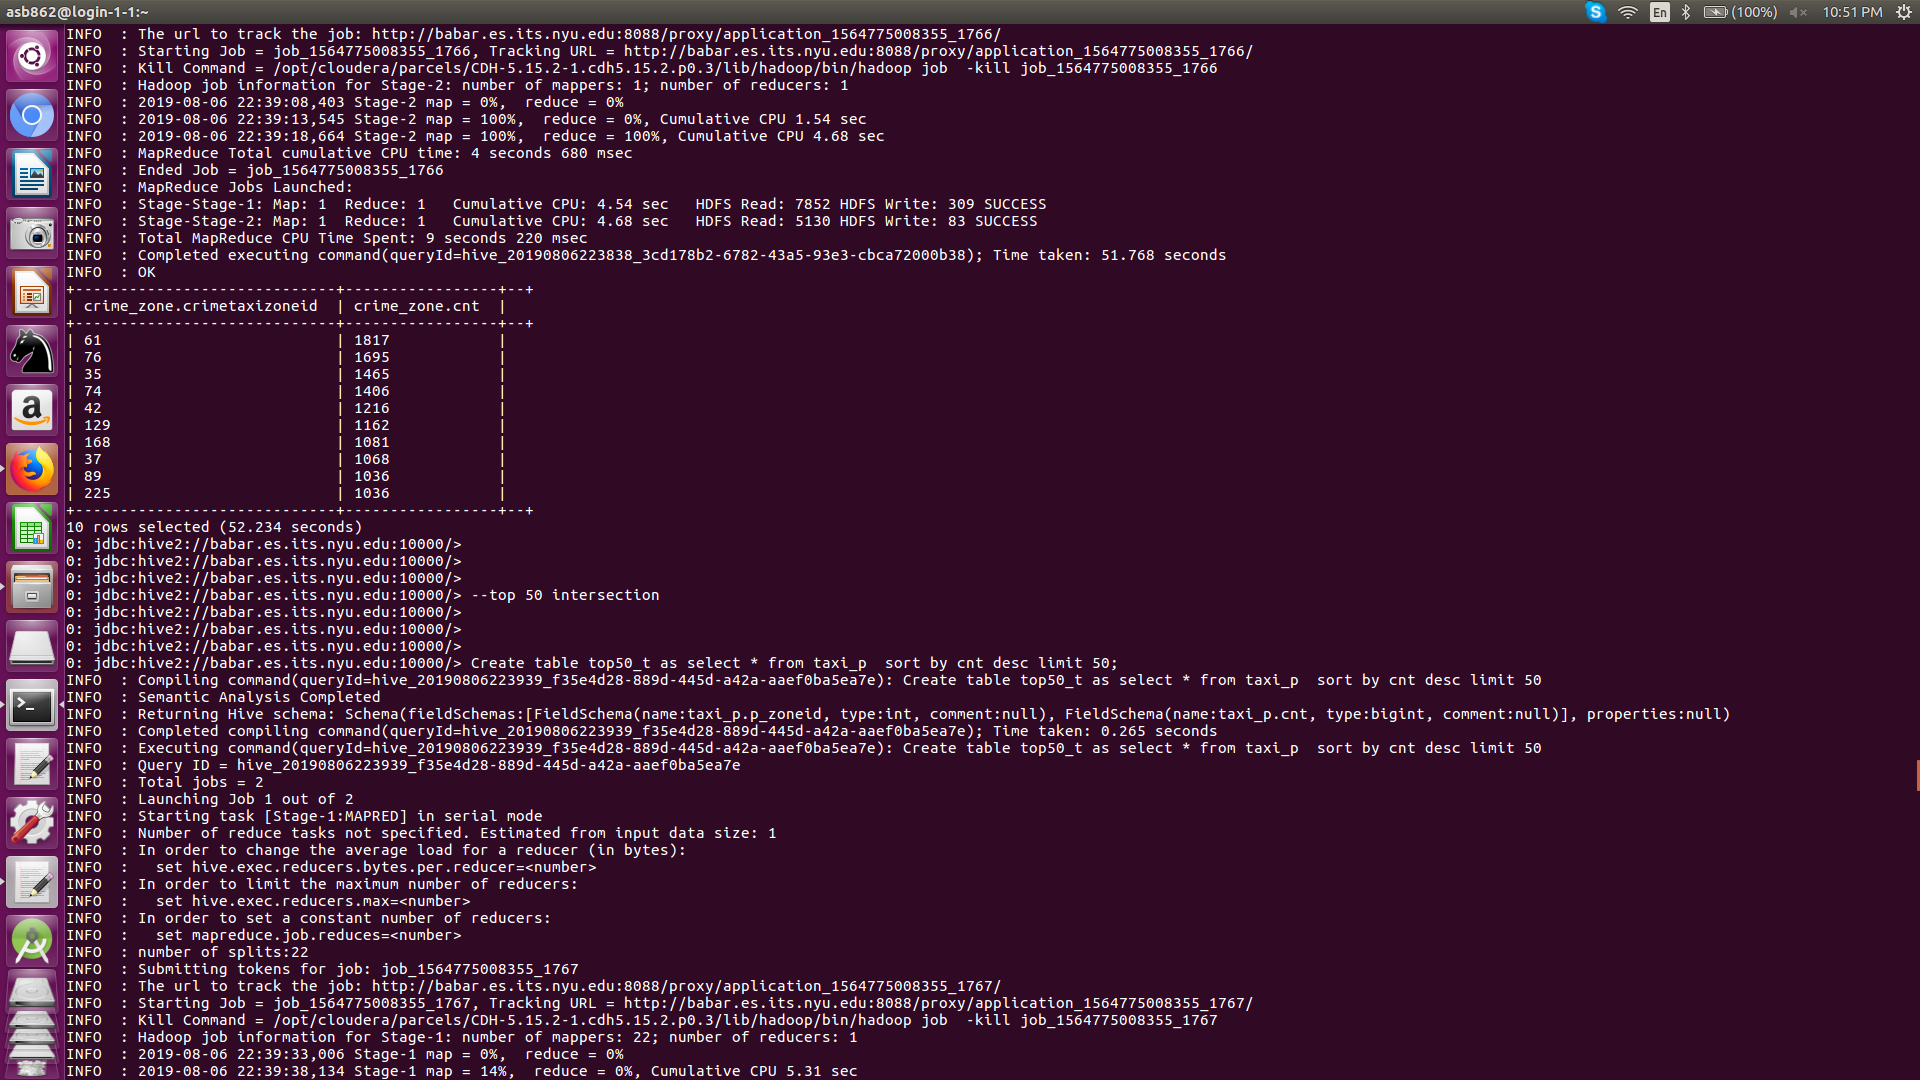 asb862@login-1-1:~
En
(100%)
10:51 PM
INFO  : The url to track the job: http://babar.es.its.nyu.edu:8088/proxy/application_1564775008355_1766/
INFO  : Starting Job = job_1564775008355_1766, Tracking URL = http://babar.es.its.nyu.edu:8088/proxy/application_1564775008355_1766/
INFO  : Kill Command = /opt/cloudera/parcels/CDH-5.15.2-1.cdh5.15.2.p0.3/lib/hadoop/bin/hadoop job  -kill job_1564775008355_1766
INFO  : Hadoop job information for Stage-2: number of mappers: 1; number of reducers: 1
INFO  : 2019-08-06 22:39:08,403 Stage-2 map = 0%,  reduce = 0%
INFO  : 2019-08-06 22:39:13,545 Stage-2 map = 100%,  reduce = 0%, Cumulative CPU 1.54 sec
INFO  : 2019-08-06 22:39:18,664 Stage-2 map = 100%,  reduce = 100%, Cumulative CPU 4.68 sec
INFO  : MapReduce Total cumulative CPU time: 4 seconds 680 msec
INFO  : Ended Job = job_1564775008355_1766
INFO  : MapReduce Jobs Launched:
INFO  : Stage-Stage-1: Map: 1  Reduce: 1   Cumulative CPU: 4.54 sec   HDFS Read: 7852 HDFS Write: 309 SUCCESS
INFO  : Stage-Stage-2: Map: 1  Reduce: 1   Cumulative CPU: 4.68 sec   HDFS Read: 5130 HDFS Write: 83 SUCCESS
INFO  : Total MapReduce CPU Time Spent: 9 seconds 220 msec
INFO  : Completed executing command(queryId=hive_20190806223838_3cd178b2-6782-43a5-93e3-cbca72000b38); Time taken: 51.768 seconds
INFO  : OK
+-----------------------------+-----------------+--+
| crime_zone.crimetaxizoneid  | crime_zone.cnt  |
+-----------------------------+-----------------+--+
| 61                          | 1817            |
| 76                          | 1695            |
| 35                          | 1465            |
| 74                          | 1406            |
| 42                          | 1216            |
| 129                         | 1162            |
| 168                         | 1081            |
| 37                          | 1068            |
| 89                          | 1036            |
| 225                         | 1036            |
+-----------------------------+-----------------+--+
10 rows selected (52.234 seconds)
0: jdbc:hive2://babar.es.its.nyu.edu:10000/>
0: jdbc:hive2://babar.es.its.nyu.edu:10000/>
0: jdbc:hive2://babar.es.its.nyu.edu:10000/>
0: jdbc:hive2://babar.es.its.nyu.edu:10000/> --top 50 intersection
0: jdbc:hive2://babar.es.its.nyu.edu:10000/>
0: jdbc:hive2://babar.es.its.nyu.edu:10000/>
0: jdbc:hive2://babar.es.its.nyu.edu:10000/>
0: jdbc:hive2://babar.es.its.nyu.edu:10000/> Create table top50_t as select * from taxi_p  sort by cnt desc limit 50;
INFO  : Compiling command(queryId=hive_20190806223939_f35e4d28-889d-445d-a42a-aaef0ba5ea7e): Create table top50_t as select * from taxi_p  sort by cnt desc limit 50
INFO  : Semantic Analysis Completed
INFO  : Returning Hive schema: Schema(fieldSchemas:[FieldSchema(name:taxi_p.p_zoneid, type:int, comment:null), FieldSchema(name:taxi_p.cnt, type:bigint, comment:null)], properties:null)
INFO  : Completed compiling command(queryId=hive_20190806223939_f35e4d28-889d-445d-a42a-aaef0ba5ea7e); Time taken: 0.265 seconds
INFO  : Executing command(queryId=hive_20190806223939_f35e4d28-889d-445d-a42a-aaef0ba5ea7e): Create table top50_t as select * from taxi_p  sort by cnt desc limit 50
INFO  : Query ID = hive_20190806223939_f35e4d28-889d-445d-a42a-aaef0ba5ea7e
INFO  : Total jobs = 2
INFO  : Launching Job 1 out of 2
INFO  : Starting task [Stage-1:MAPRED] in serial mode
INFO  : Number of reduce tasks not specified. Estimated from input data size: 1
INFO  : In order to change the average load for a reducer (in bytes):
INFO  :   set hive.exec.reducers.bytes.per.reducer=<number>
INFO  : In order to limit the maximum number of reducers:
INFO  :   set hive.exec.reducers.max=<number>
INFO  : In order to set a constant number of reducers:
INFO  :   set mapreduce.job.reduces=<number>
INFO  : number of splits:22
INFO  : Submitting tokens for job: job_1564775008355_1767
INFO  : The url to track the job: http://babar.es.its.nyu.edu:8088/proxy/application_1564775008355_1767/
INFO  : Starting Job = job_1564775008355_1767, Tracking URL = http://babar.es.its.nyu.edu:8088/proxy/application_1564775008355_1767/
INFO  : Kill Command = /opt/cloudera/parcels/CDH-5.15.2-1.cdh5.15.2.p0.3/lib/hadoop/bin/hadoop job  -kill job_1564775008355_1767
INFO  : Hadoop job information for Stage-1: number of mappers: 22; number of reducers: 1
INFO  : 2019-08-06 22:39:33,006 Stage-1 map = 0%,  reduce = 0%
INFO  : 2019-08-06 22:39:38,134 Stage-1 map = 14%,  reduce = 0%, Cumulative CPU 5.31 sec